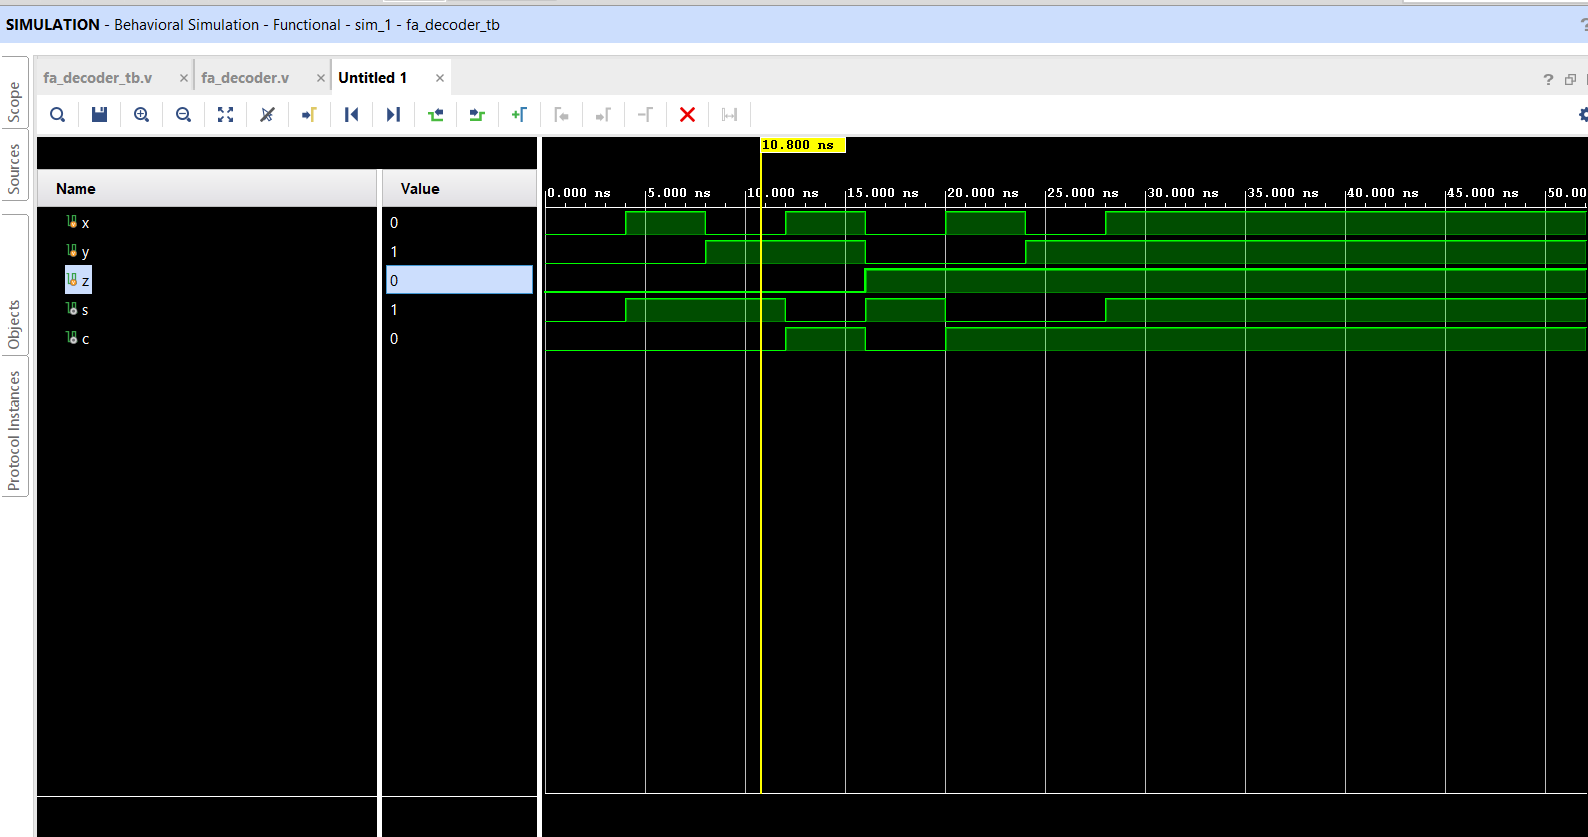 SIMULATION - Behavioral Simulation - Functional - sim_1 - fa_decoder_tb
?
Scope
Sources
Objects
Protocol Instances
fa_decoder_tb.v × fa_decoder.v × Untitled 1 ×
?
10.800 ns
Name Value
0.000 ns 5.000 ns 10.000 ns 15.000 ns 20.000 ns 25.000 ns 30.000 ns 35.000 ns 40.000 ns 45.000 ns 50.00
x 0
y 1
z 0
s 1
c 0